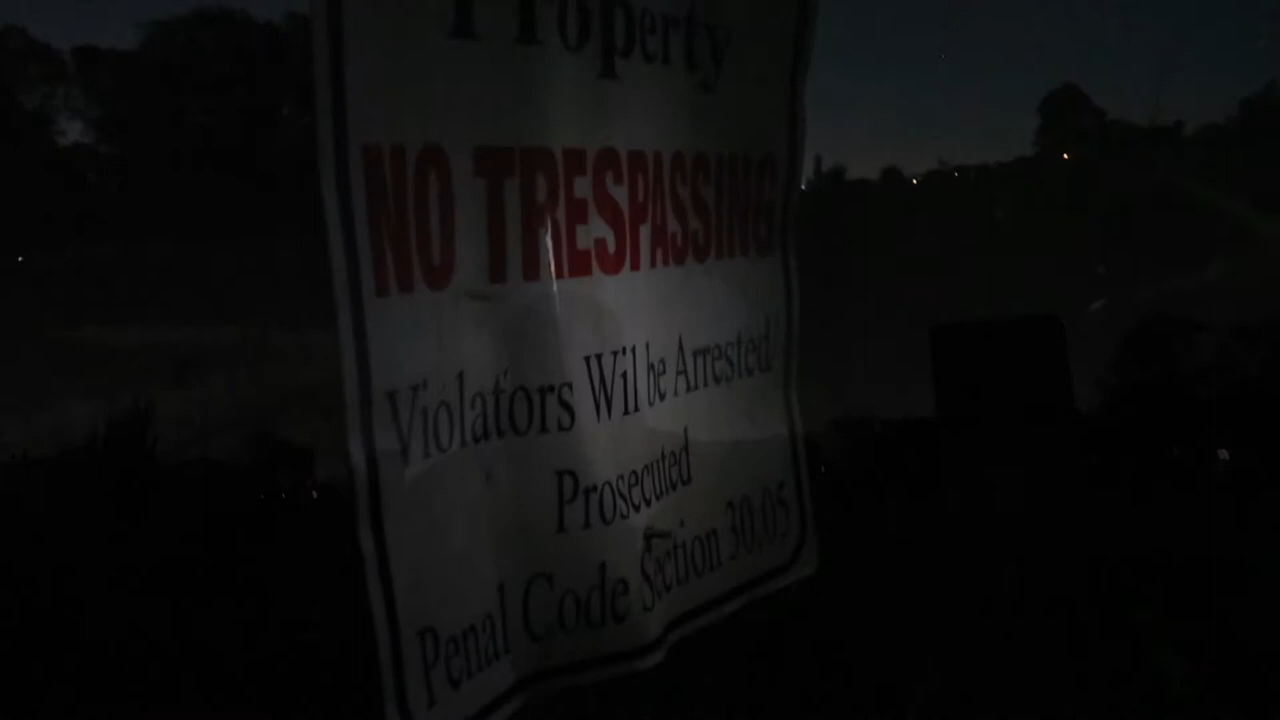 Property
NO TRESPASSING
Violators Wil be Arrested/
Prosecuted
Penal Code Section 30.05